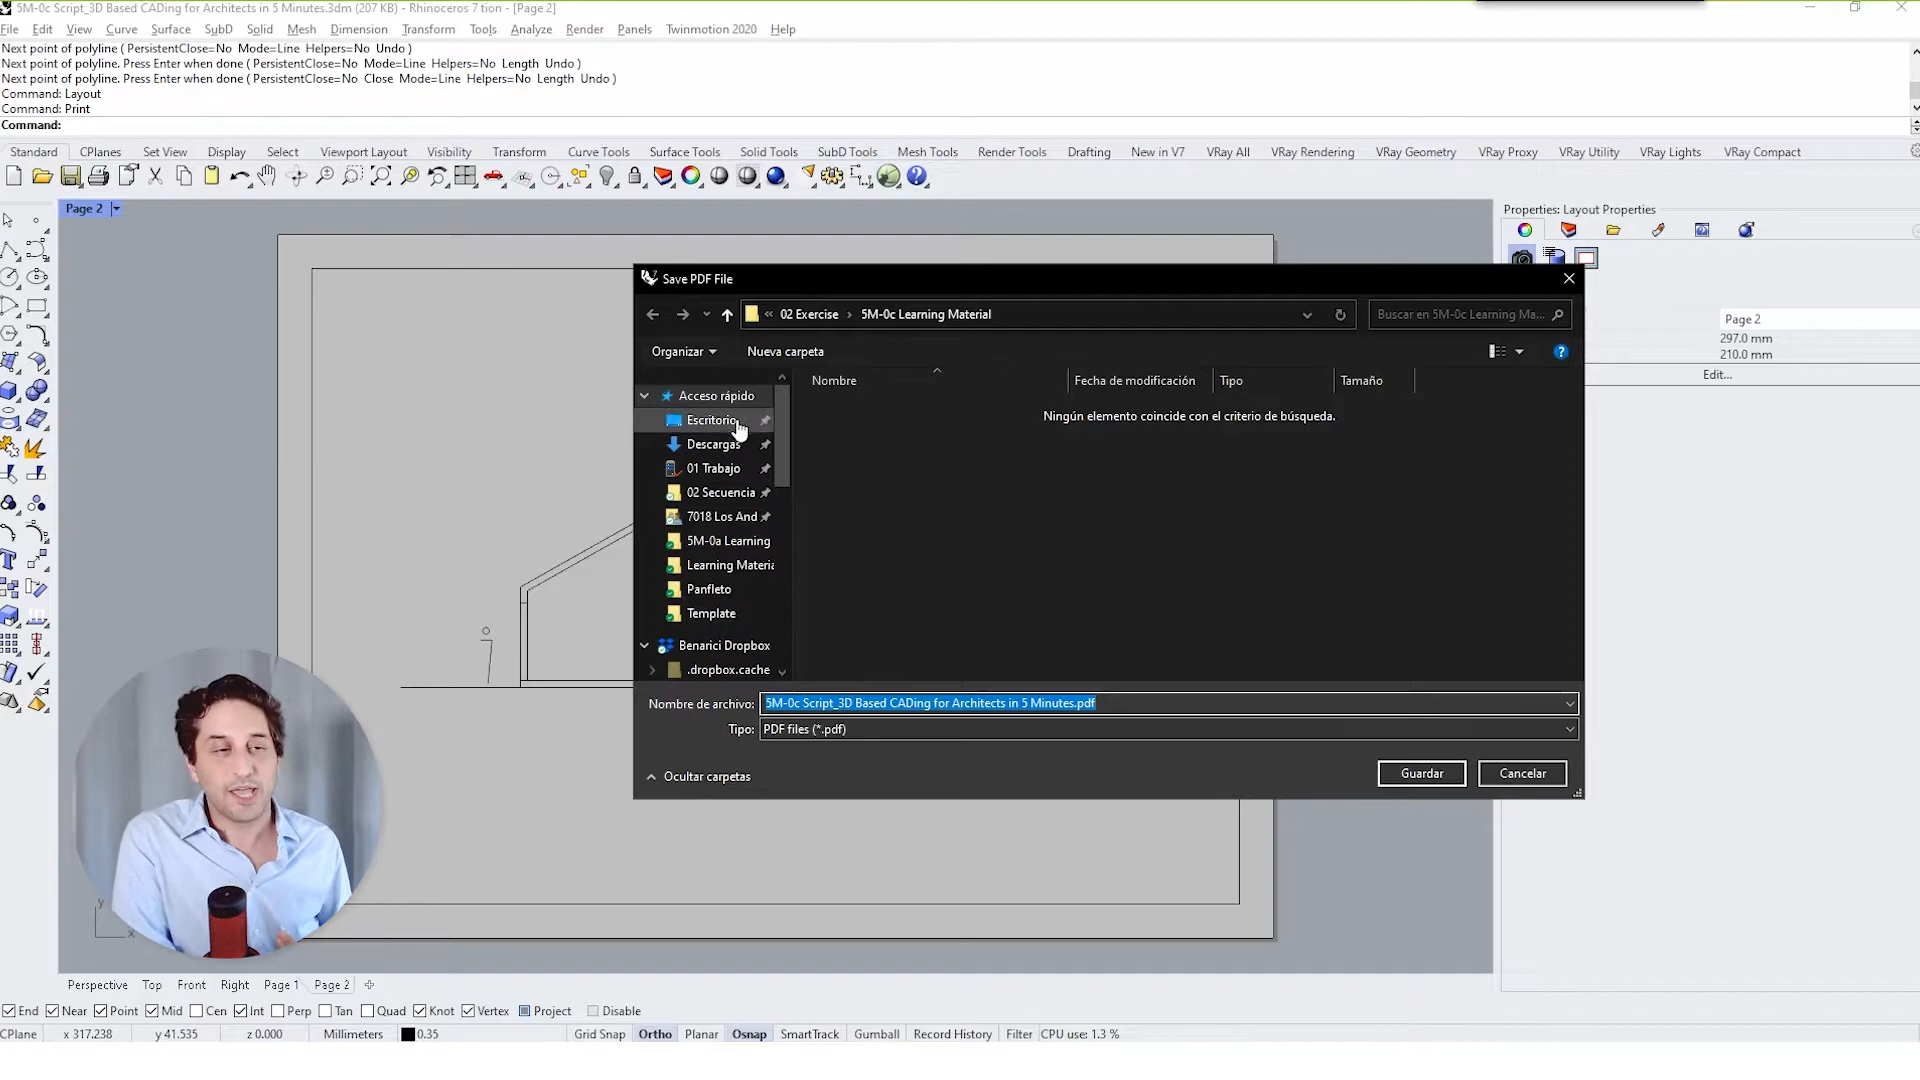 5M-0c Script_3D Based CADing for Architects in 5 Minutes.3dm (207 KB) - Rhinoceros 7 tion - [Page 2]
File Edit View Curve Surface SubD Solid Mesh Dimension Transform Tools Analyze Render Panels Twinmotion 2020 Help
Next point of polyline ( PersistentClose=No Mode=Line Helpers=No Undo )
Next point of polyline. Press Enter when done ( PersistentClose=No Mode=Line Helpers=No Length Undo )
Next point of polyline. Press Enter when done ( PersistentClose=No Close Mode=Line Helpers=No Length Undo )
Command: Layout
Command: Print
Command:
Standard CPlanes Set View Display Select Viewport Layout Visibility Transform Curve Tools Surface Tools Solid Tools SubD Tools Mesh Tools Render Tools Drafting New in V7 VRay All VRay Rendering VRay Geometry VRay Proxy VRay Utility VRay Lights VRay Compact
Page 2
Properties: Layout Properties
Page 2
297.0 mm
210.0 mm
Edit...
Save PDF File
« 02 Exercise › 5M-0c Learning Material
Buscar en 5M-0c Learning Ma...
Organizar Nueva carpeta
Nombre Fecha de modificación Tipo Tamaño
Ningún elemento coincide con el criterio de búsqueda.
Acceso rápido
Escritorio
Descargas
01 Trabajo
02 Secuencia
7018 Los And
5M-0a Learning
Learning Materia
Panfleto
Template
Benarici Dropbox
.dropbox.cache
Nombre de archivo: 5M-0c Script_3D Based CADing for Architects in 5 Minutes.pdf
Tipo: PDF files (*.pdf)
Ocultar carpetas
Guardar Cancelar
y
x
Perspective Top Front Right Page 1 Page 2
End Near Point Mid Cen Int Perp Tan Quad Knot Vertex Project Disable
CPlane x 317.238 y 41.535 z 0.000 Millimeters 0.35 Grid Snap Ortho Planar Osnap SmartTrack Gumball Record History Filter CPU use: 1.3 %